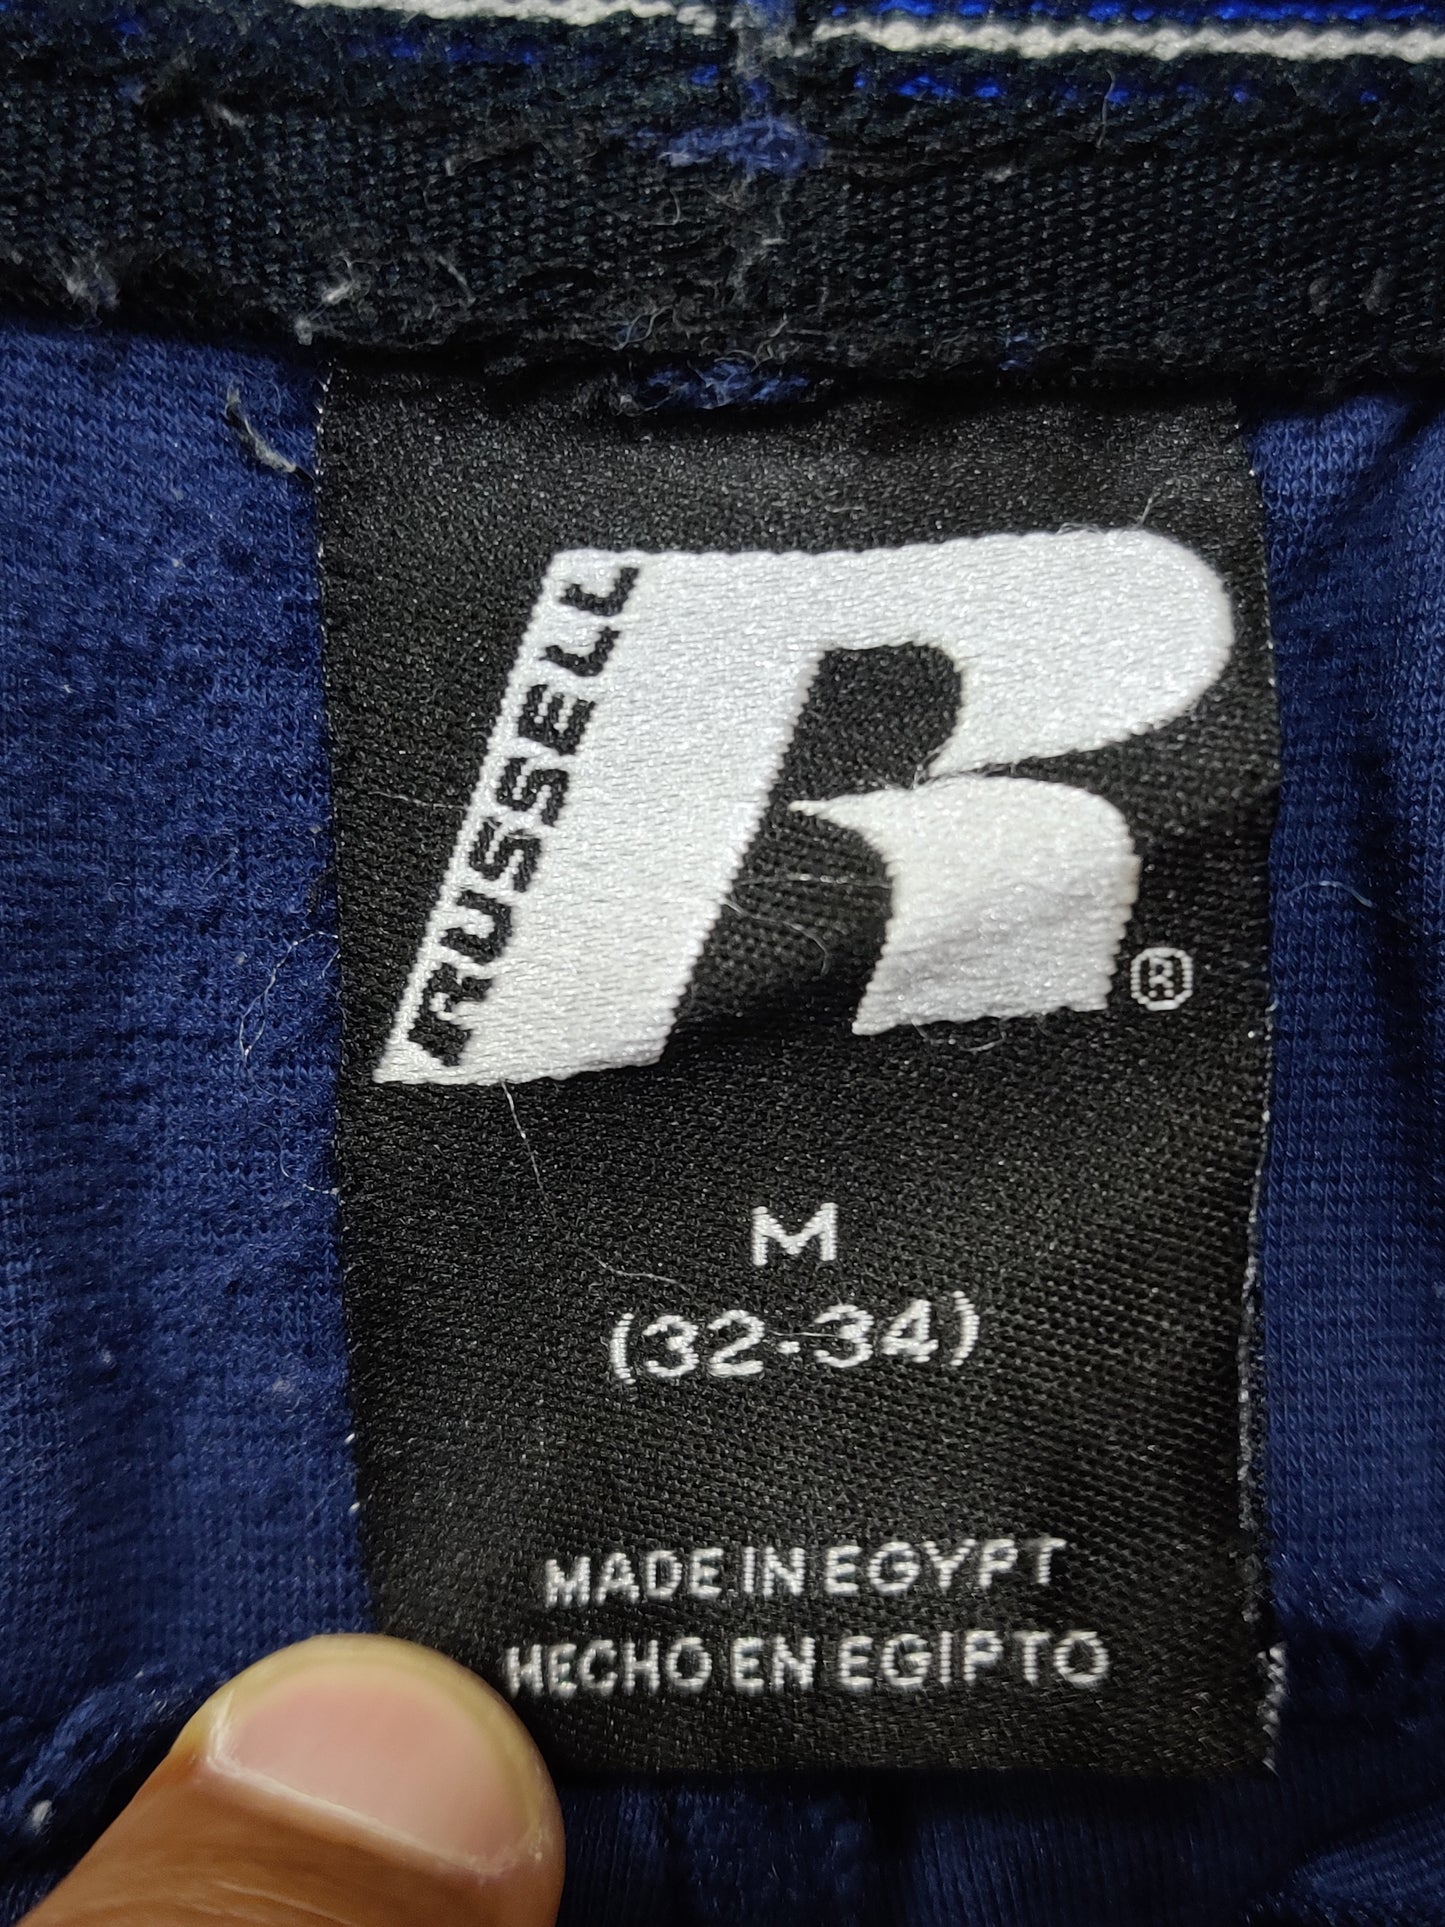 RUSSELL
R
®
M
(32-34)
MADE IN EGYPT
HECHO EN EGIPTO